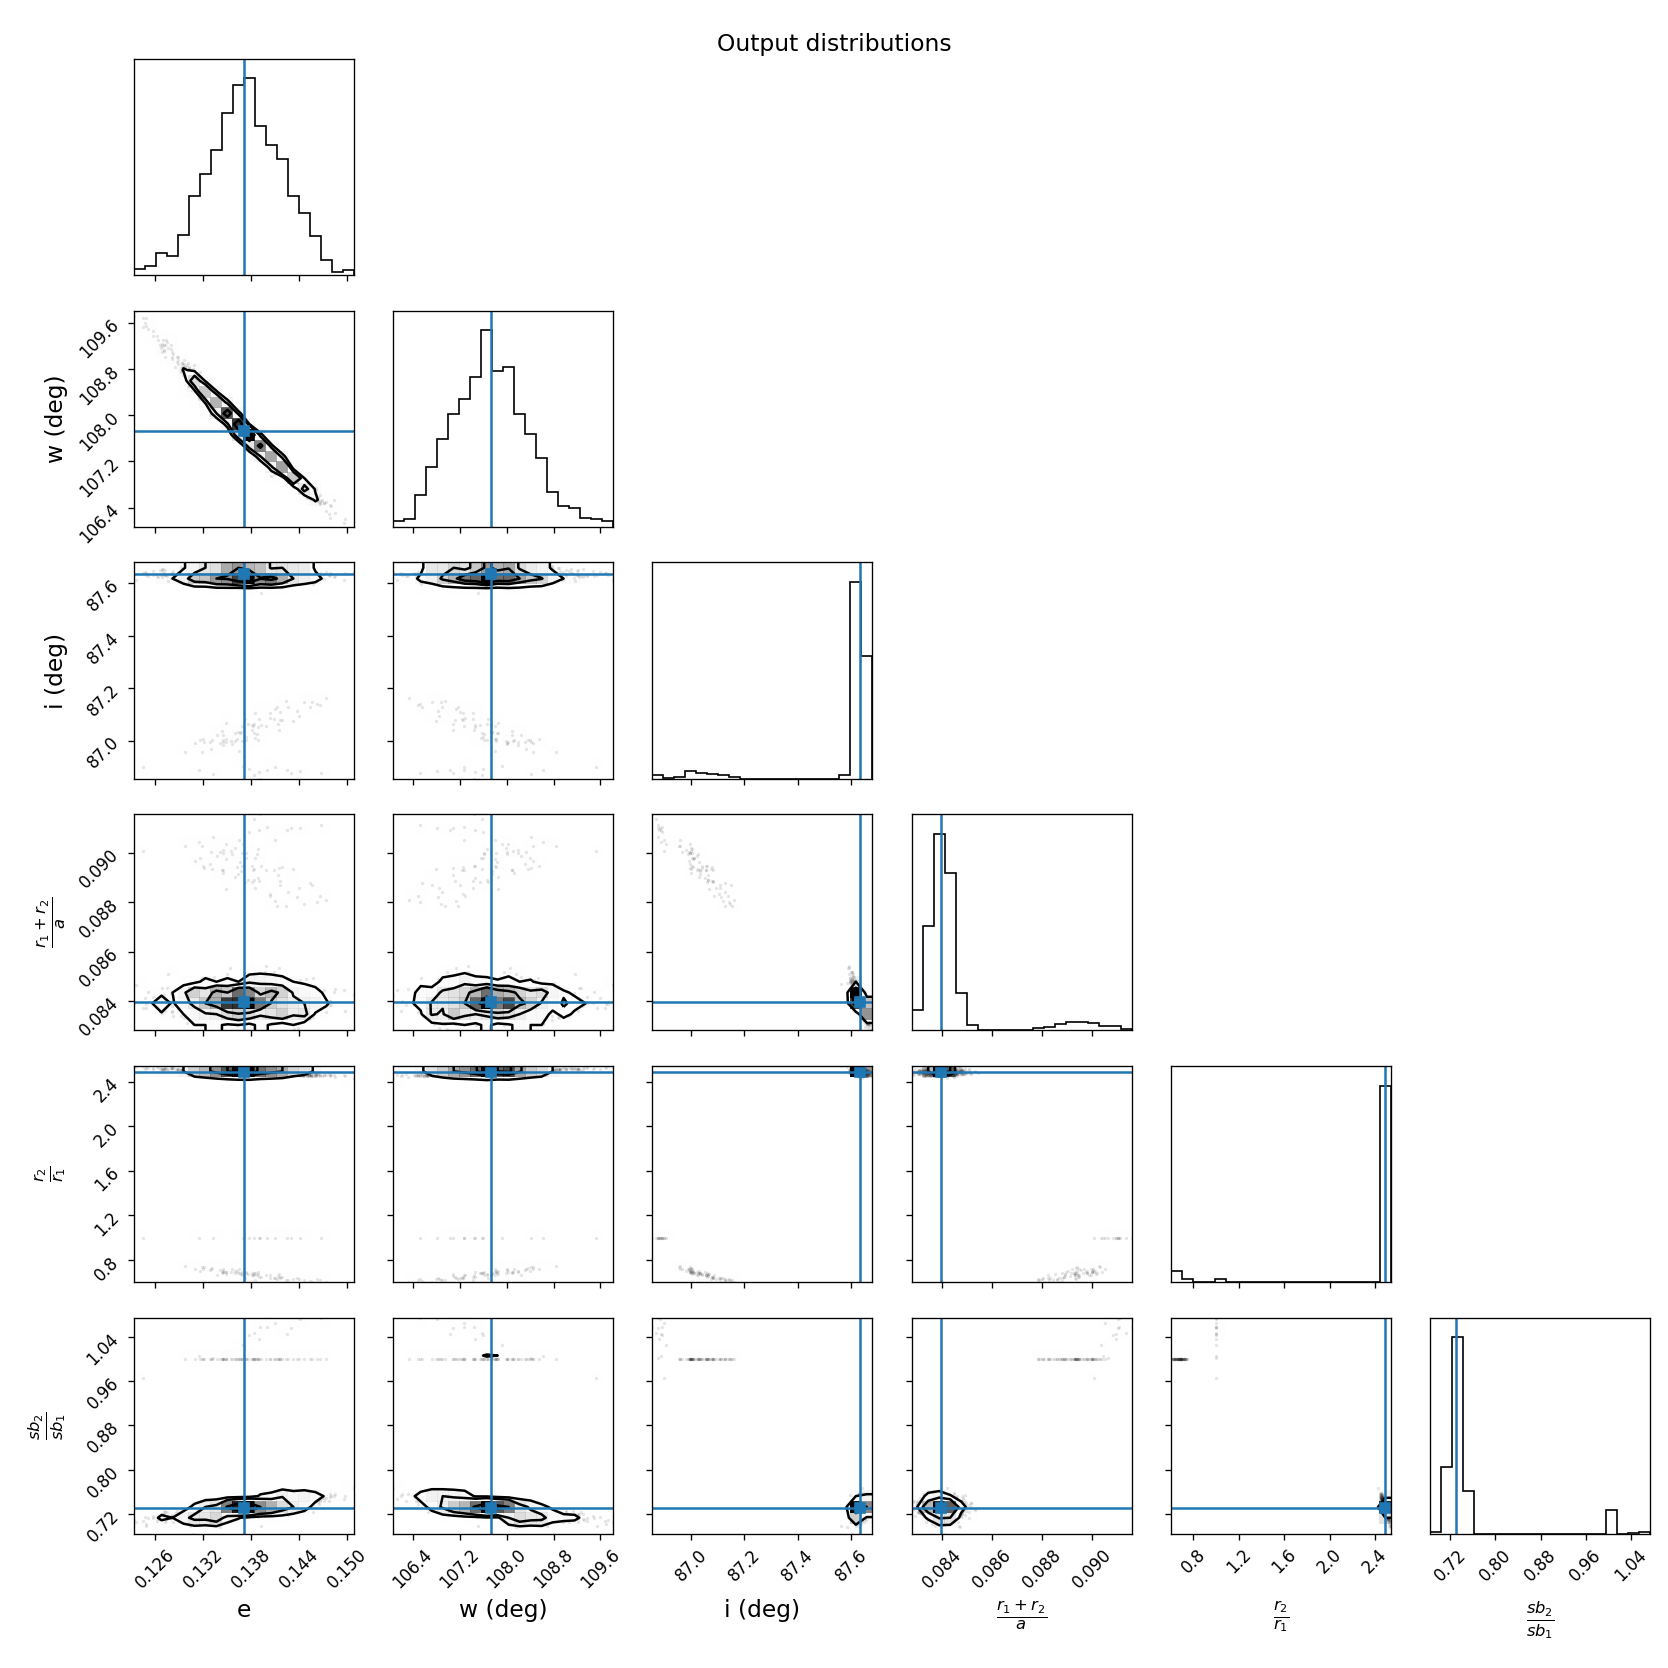 Output distributions
109.6
108.8
108.0
107.2
106.4
w (deg)
87.6
87.4
87.2
87.0
i (deg)
0.090
0.088
0.086
0.084
r₁ + r₂
a
2.4
2.0
1.6
1.2
0.8
r₂
r₁
1.04
0.96
0.88
0.80
0.72
sb₂
sb₁
0.126 0.132 0.138 0.144 0.150 106.4 107.2 108.0 108.8 109.6 87.0 87.2 87.4 87.6 0.084 0.086 0.088 0.090 0.8 1.2 1.6 2.0 2.4 0.72 0.80 0.88 0.96 1.04
e w (deg) i (deg) r₁ + r₂ r₂ sb₂
a r₁ sb₁